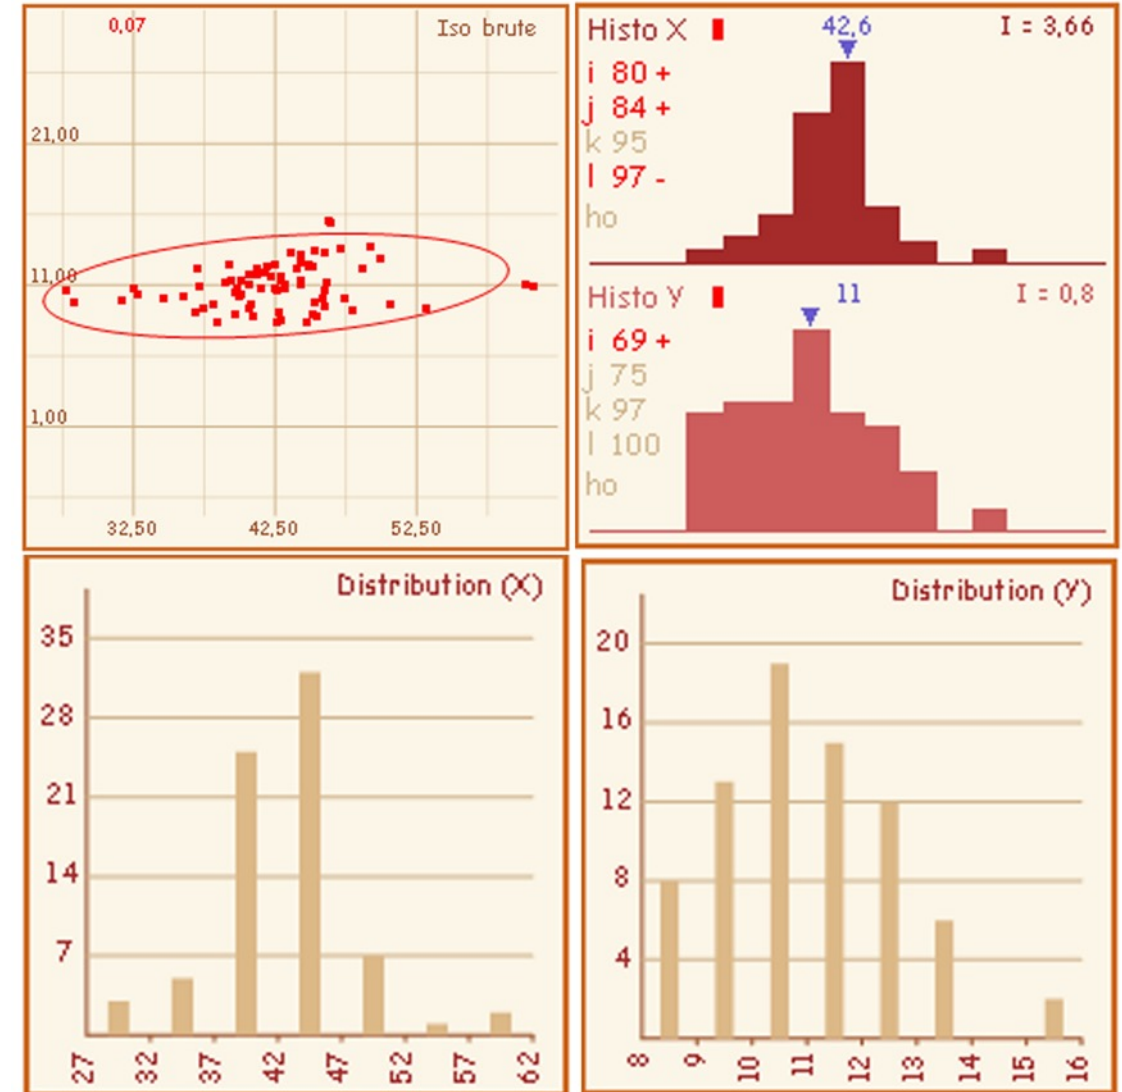 0,07 Iso brute
21,00
11,00
1,00
32,50 42,50 52,50
Histo X 42,6 I = 3,66
i 80 +
j 84 +
k 95
l 97 -
ho
Histo Y 11 I = 0,8
i 69 +
j 75
k 97
l 100
ho
Distribution (X)
35
28
21
14
7
27 32 37 42 47 52 57 62
Distribution (Y)
20
16
12
8
4
8 9 10 11 12 13 14 15 16